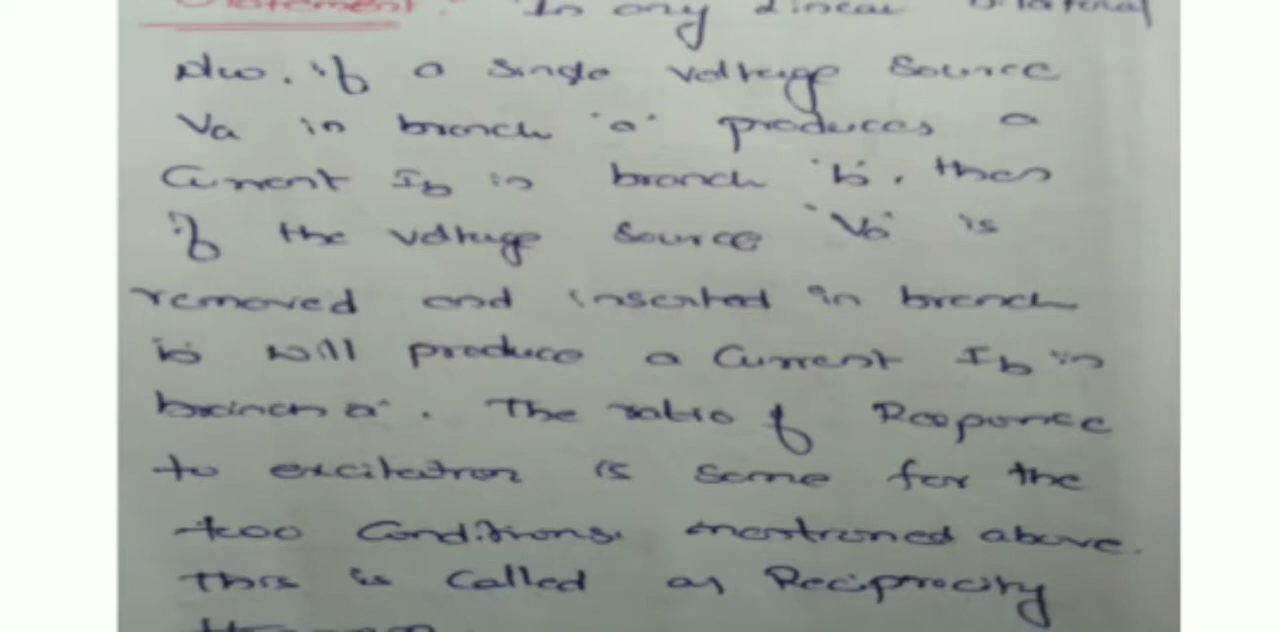 Statement: In any Linear Bilateral
N/w. if a single voltage source
Va in branch 'a' produces a
Current Ib in branch 'b', then
if the voltage source 'Va' is
removed and inserted in branch
'b' will produce a Current Ib in
branch 'a'. The ratio of Response
to excitation is same for the
two Conditions. mentioned above.
This is called as Reciprocity